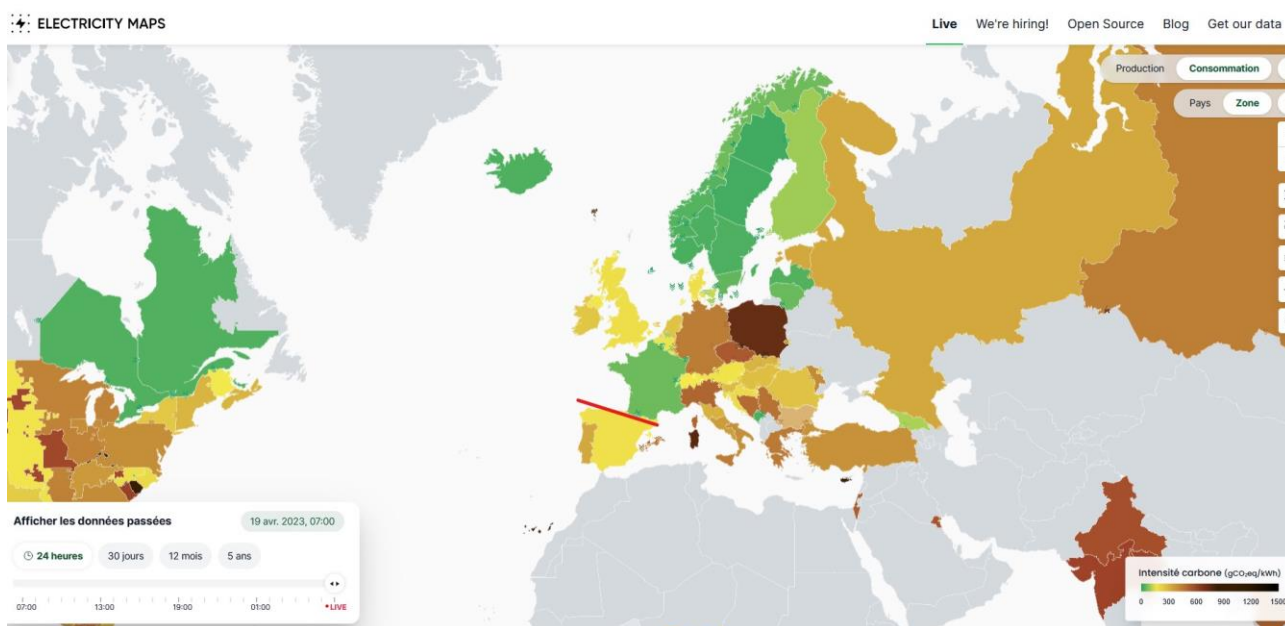 ELECTRICITY MAPS
Live We're hiring! Open Source Blog Get our data
Production Consommation
Pays Zone
Afficher les données passées 19 avr. 2023, 07:00
24 heures 30 jours 12 mois 5 ans
07:00 13:00 19:00 01:00 LIVE
Intensité carbone (gCO₂eq/kWh)
0 300 600 900 1200 1500